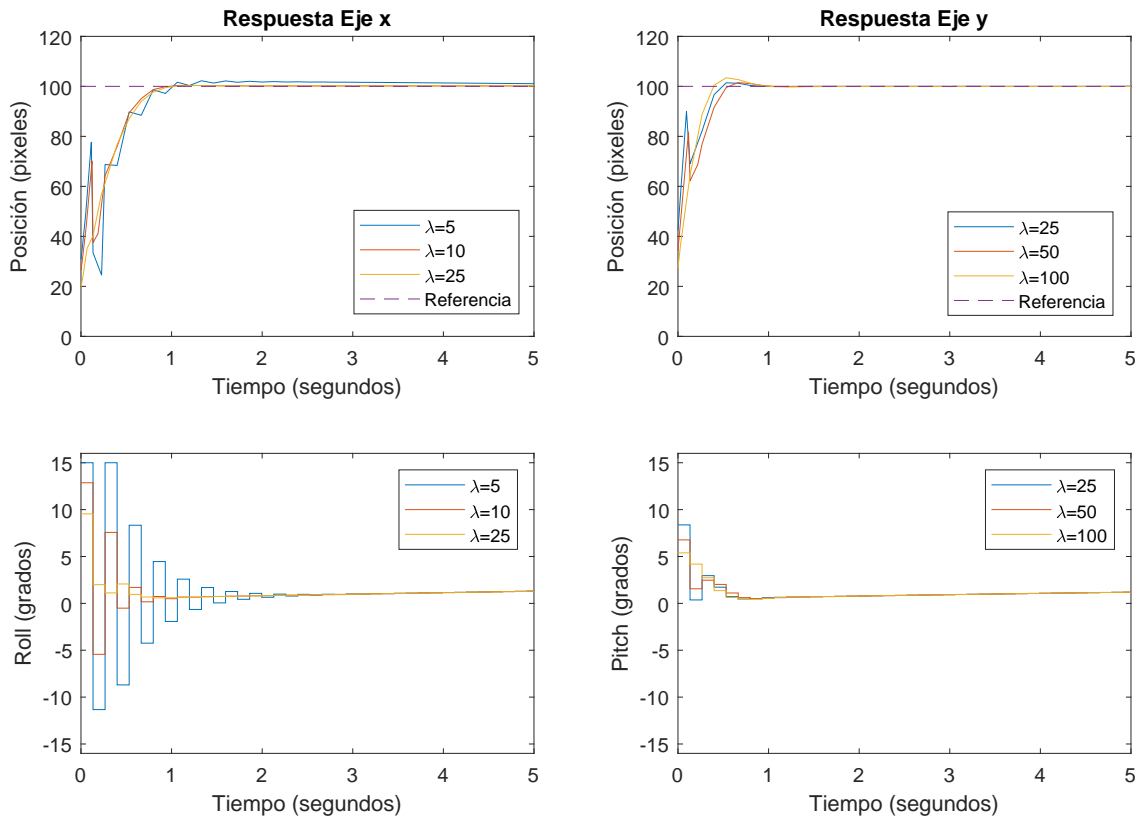 Respuesta Eje x
120
100
80
60
40
20
0
Posición (pixeles)
λ=5
λ=10
λ=25
Referencia
0 1 2 3 4 5
Tiempo (segundos)
Respuesta Eje y
120
100
80
60
40
20
0
Posición (pixeles)
λ=25
λ=50
λ=100
Referencia
0 1 2 3 4 5
Tiempo (segundos)
15
10
5
0
-5
-10
-15
Roll (grados)
λ=5
λ=10
λ=25
0 1 2 3 4 5
Tiempo (segundos)
15
10
5
0
-5
-10
-15
Pitch (grados)
λ=25
λ=50
λ=100
0 1 2 3 4 5
Tiempo (segundos)